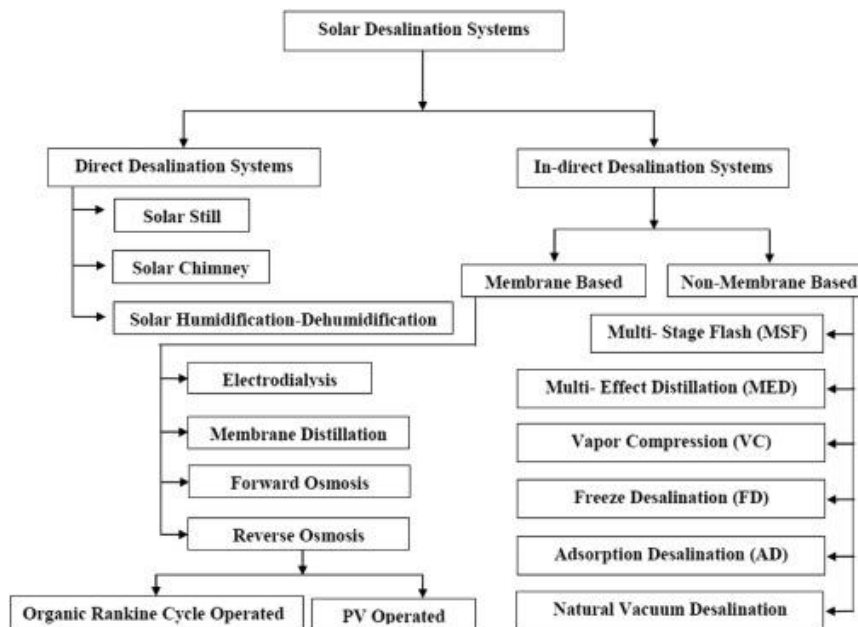 Solar Desalination Systems
Direct Desalination Systems
In-direct Desalination Systems
Solar Still
Solar Chimney
Solar Humidification-Dehumidification
Membrane Based
Non-Membrane Based
Electrodialysis
Membrane Distillation
Forward Osmosis
Reverse Osmosis
Organic Rankine Cycle Operated
PV Operated
Multi- Stage Flash (MSF)
Multi- Effect Distillation (MED)
Vapor Compression (VC)
Freeze Desalination (FD)
Adsorption Desalination (AD)
Natural Vacuum Desalination